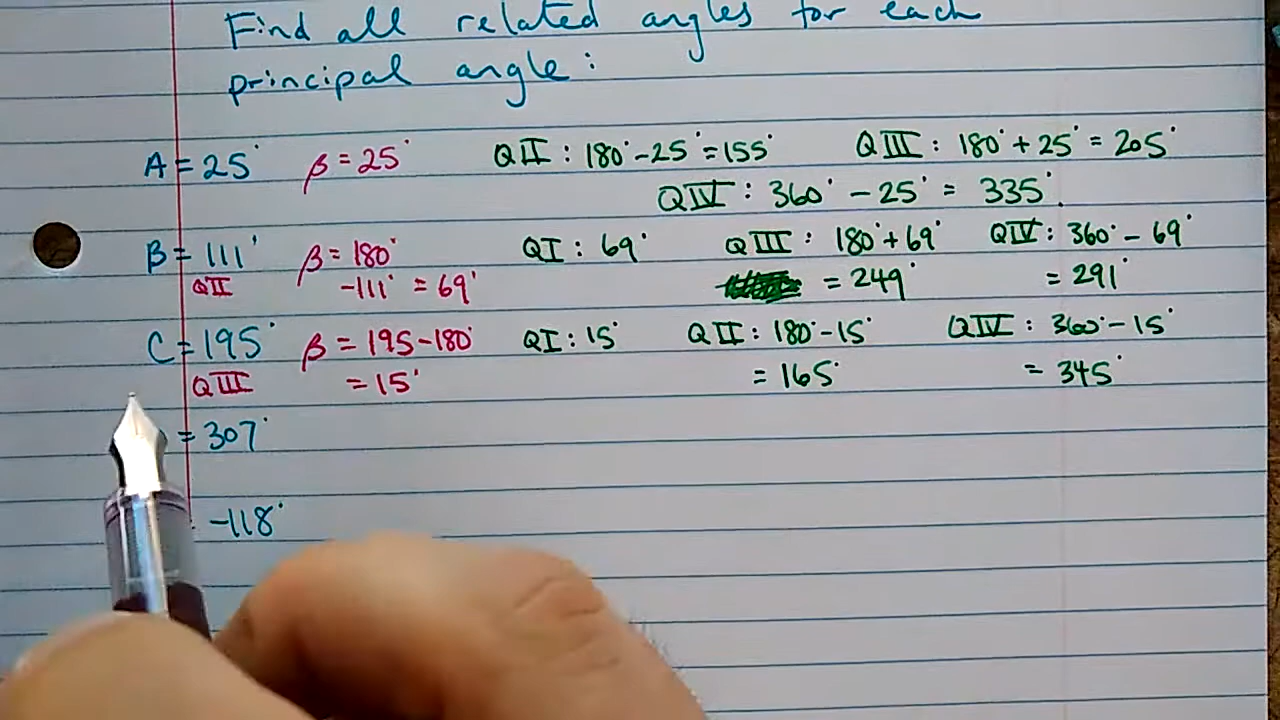 Find all related angles for each
principal angle:
A = 25° β = 25° QII : 180° - 25° = 155° QIII : 180° + 25° = 205°
QIV : 360° - 25° = 335°.
B = 111° β = 180° QI : 69° QIII : 180° + 69° QIV : 360° - 69°
QII -111° = 69° = 249° = 291°
C = 195° β = 195 - 180° QI : 15° QII : 180° - 15° QIV : 360° - 15°
QIII = 15° = 165° = 345°
= 307°
-118°